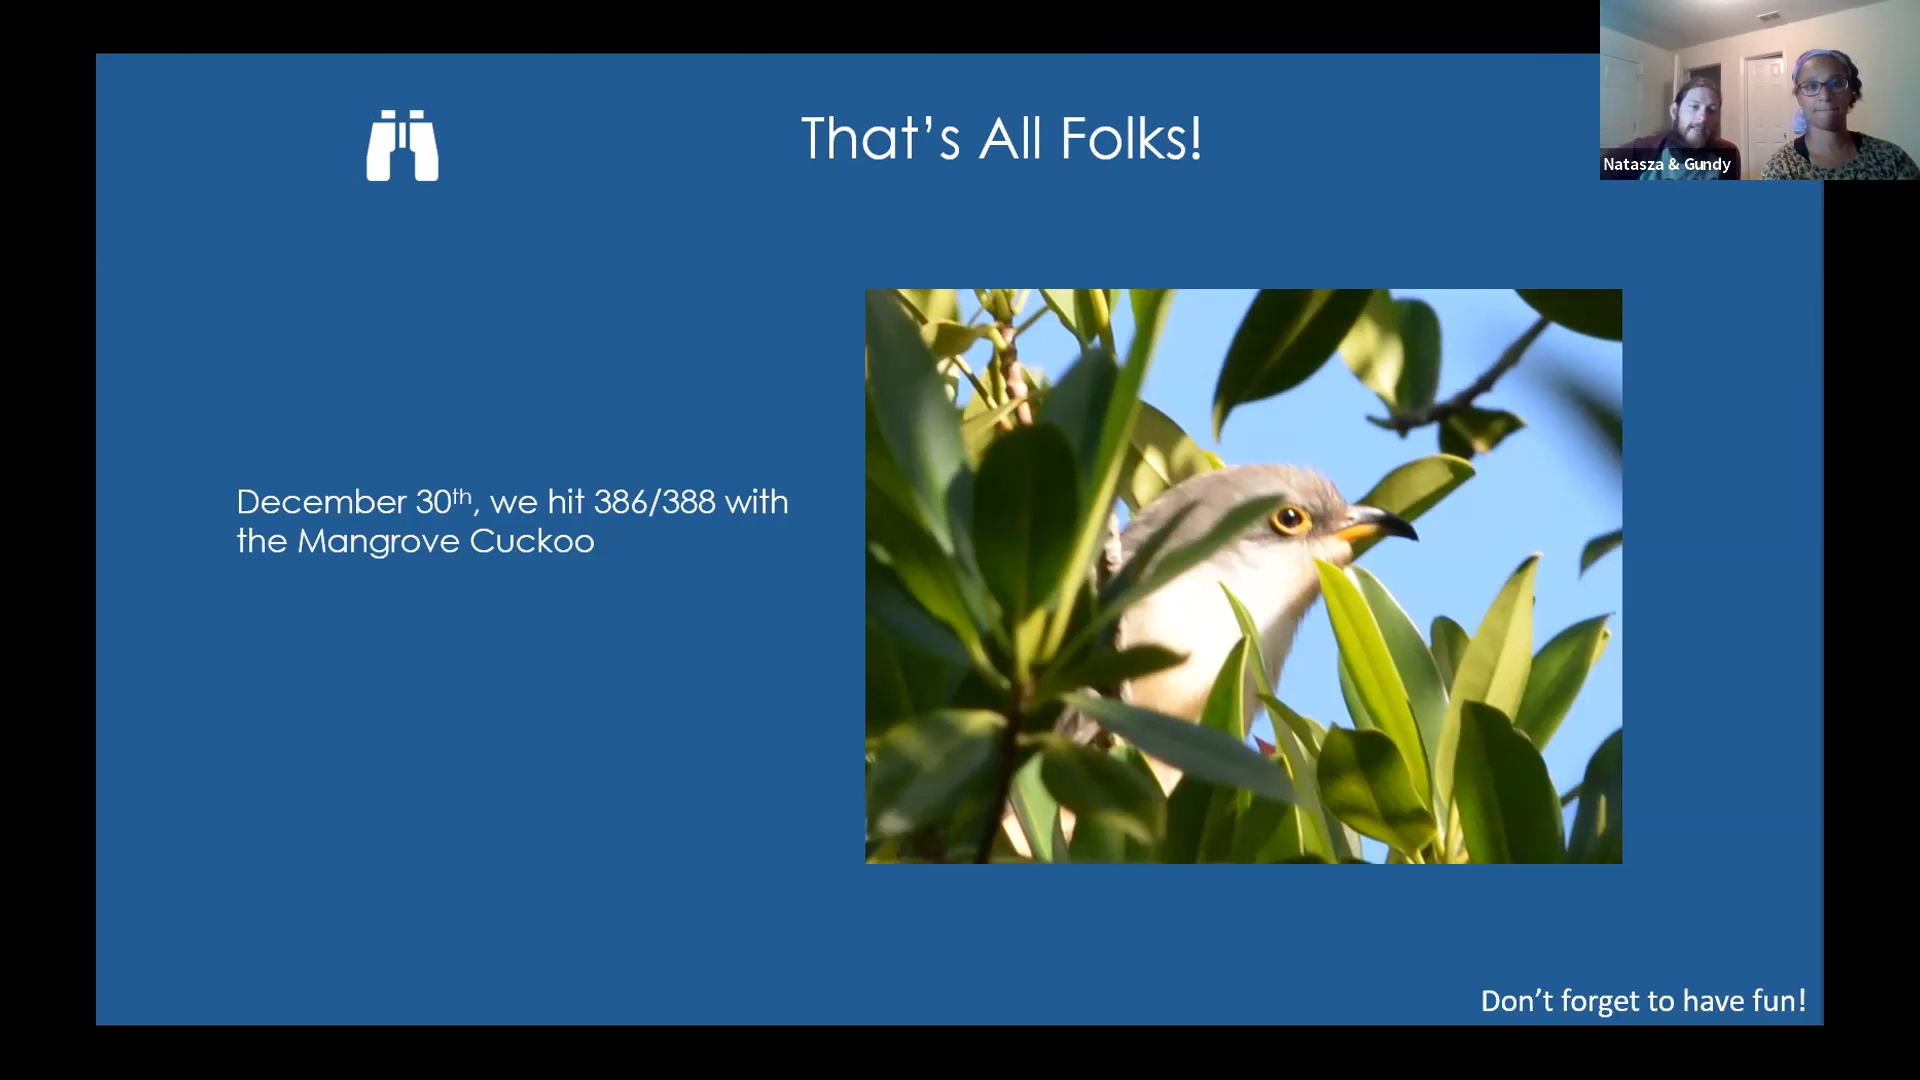 That’s All Folks!
Natasza & Gundy
December 30th, we hit 386/388 with
the Mangrove Cuckoo
Don’t forget to have fun!